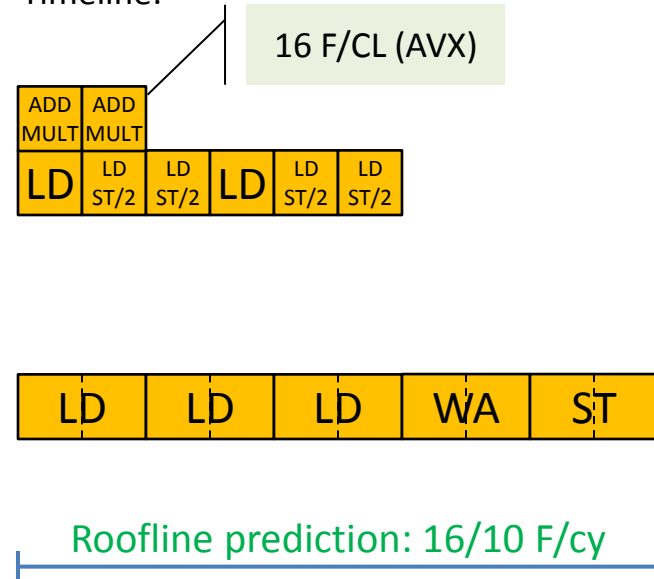 Timeline:
16 F/CL (AVX)
ADD ADD
MULT MULT
LD LD ST/2 LD ST/2 LD LD ST/2 LD ST/2
LD LD LD WA ST
Roofline prediction: 16/10 F/cy